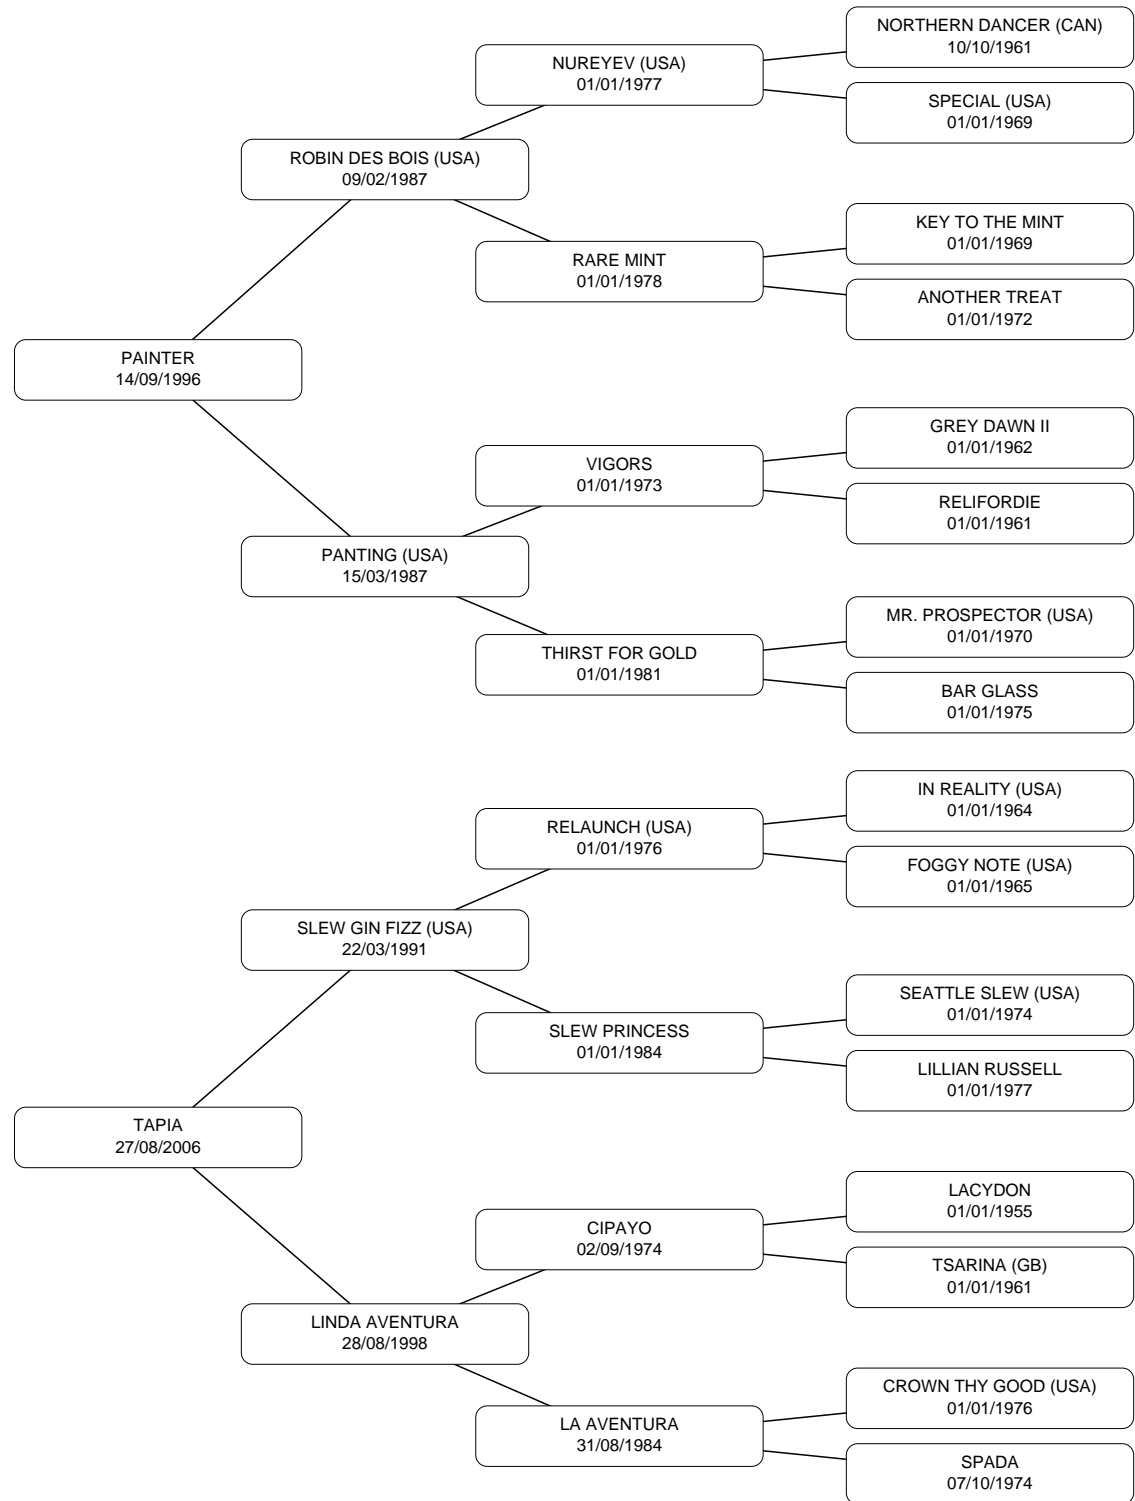 NORTHERN DANCER (CAN)
10/10/1961
NUREYEV (USA)
01/01/1977
SPECIAL (USA)
01/01/1969
ROBIN DES BOIS (USA)
09/02/1987
KEY TO THE MINT
01/01/1969
RARE MINT
01/01/1978
ANOTHER TREAT
01/01/1972
PAINTER
14/09/1996
GREY DAWN II
01/01/1962
VIGORS
01/01/1973
RELIFORDIE
01/01/1961
PANTING (USA)
15/03/1987
MR. PROSPECTOR (USA)
01/01/1970
THIRST FOR GOLD
01/01/1981
BAR GLASS
01/01/1975
IN REALITY (USA)
01/01/1964
RELAUNCH (USA)
01/01/1976
FOGGY NOTE (USA)
01/01/1965
SLEW GIN FIZZ (USA)
22/03/1991
SEATTLE SLEW (USA)
01/01/1974
SLEW PRINCESS
01/01/1984
LILLIAN RUSSELL
01/01/1977
TAPIA
27/08/2006
LACYDON
01/01/1955
CIPAYO
02/09/1974
TSARINA (GB)
01/01/1961
LINDA AVENTURA
28/08/1998
CROWN THY GOOD (USA)
01/01/1976
LA AVENTURA
31/08/1984
SPADA
07/10/1974